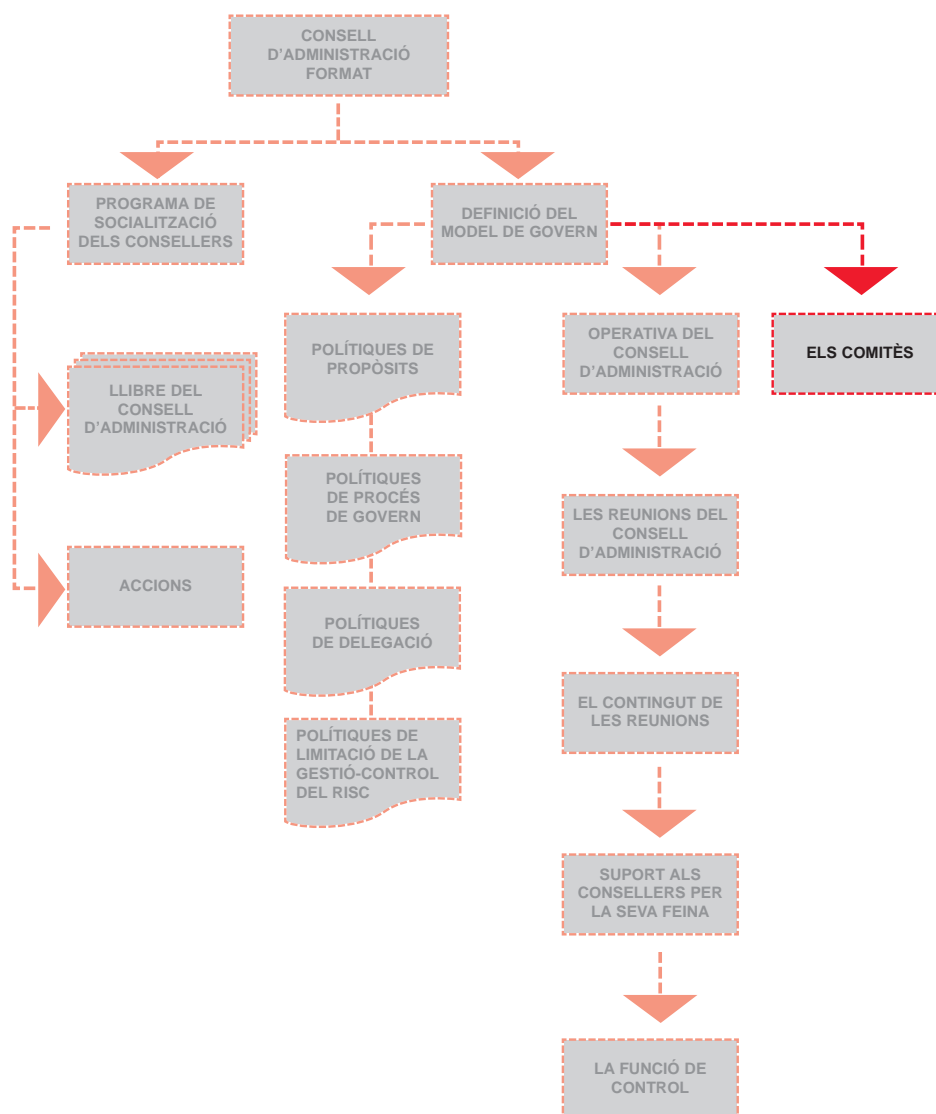 CONSELL
D’ADMINISTRACIÓ
FORMAT
PROGRAMA DE
SOCIALITZACIÓ
DELS CONSELLERS
DEFINICIÓ DEL
MODEL DE GOVERN
POLÍTIQUES DE
PROPÒSITS
OPERATIVA DEL
CONSELL
D’ADMINISTRACIÓ
ELS COMITÈS
LLIBRE DEL
CONSELL
D’ADMINISTRACIÓ
POLÍTIQUES
DE PROCÉS
DE GOVERN
LES REUNIONS DEL
CONSELL
D’ADMINISTRACIÓ
ACCIONS
POLÍTIQUES
DE DELEGACIÓ
EL CONTINGUT DE
LES REUNIONS
POLÍTIQUES DE
LIMITACIÓ DE LA
GESTIÓ-CONTROL
DEL RISC
SUPORT ALS
CONSELLERS PER
LA SEVA FEINA
LA FUNCIÓ DE
CONTROL